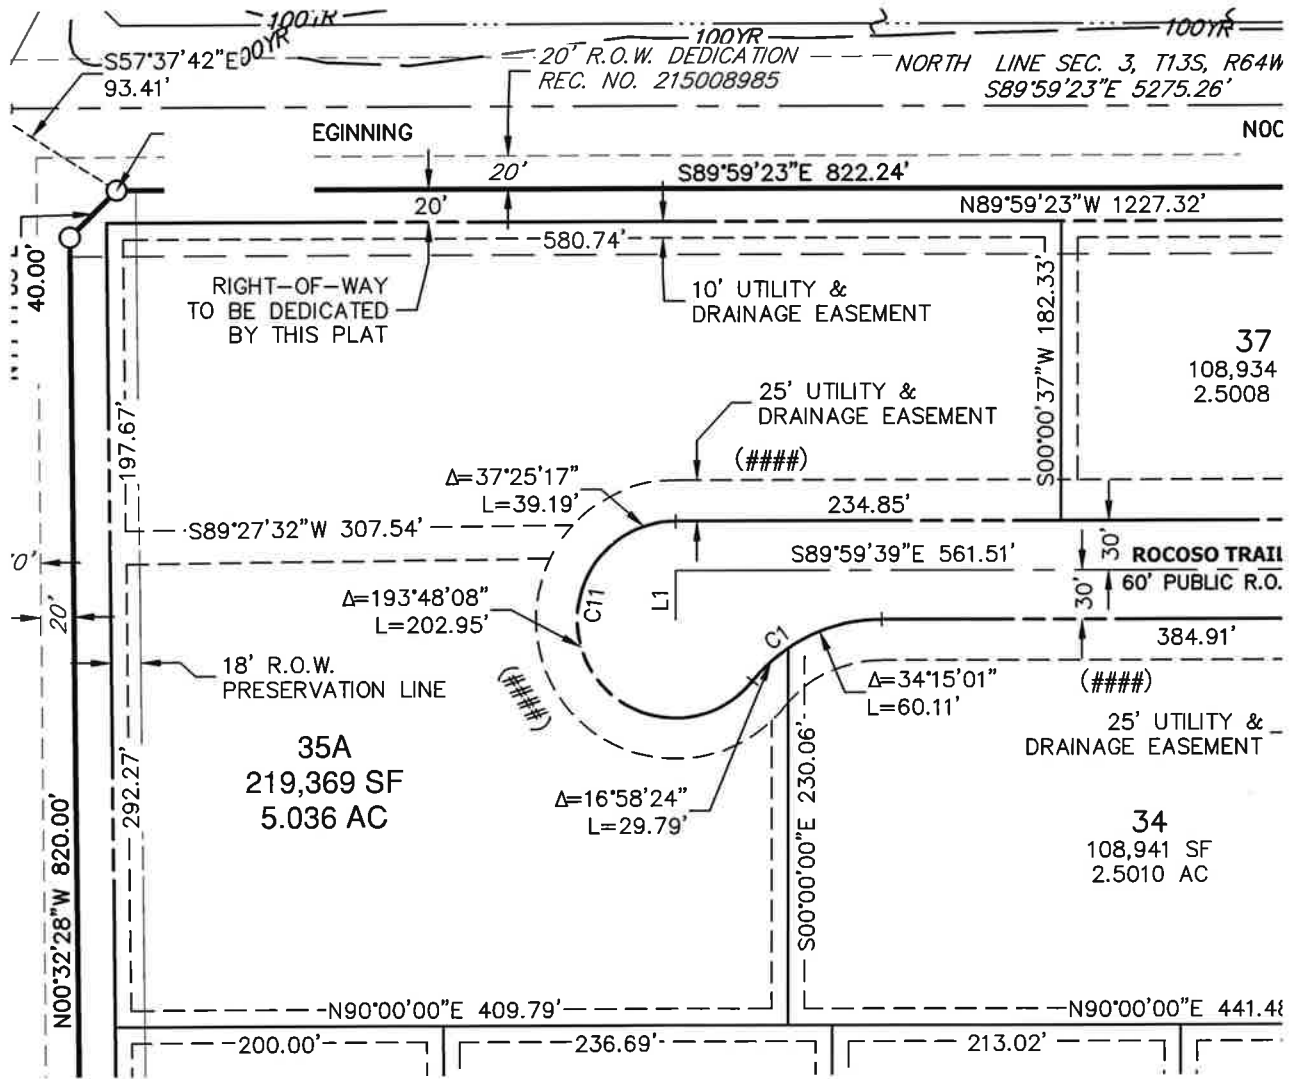 100YR
100YR
100YR
100YR
S57°37'42"E
93.41'
20' R.O.W. DEDICATION
REC. NO. 215008985
NORTH LINE SEC. 3, T13S, R64W
S89°59'23"E 5275.26'
EGINNING
20'
S89°59'23"E 822.24'
20'
N89°59'23"W 1227.32'
580.74'
40.00'
RIGHT-OF-WAY
TO BE DEDICATED
BY THIS PLAT
10' UTILITY &
DRAINAGE EASEMENT
S00°00'37"W 182.33'
37
108,934
2.5008
25' UTILITY &
DRAINAGE EASEMENT
(####)
197.67'
Δ=37°25'17"
L=39.19'
234.85'
S89°27'32"W 307.54'
S89°59'39"E 561.51'
30'
ROCOSO TRAIL
60' PUBLIC R.O.
30'
0'
20'
Δ=193°48'08"
L=202.95'
C11
L1
C1
384.91'
18' R.O.W.
PRESERVATION LINE
(####)
Δ=34°15'01"
L=60.11'
(####)
25' UTILITY &
DRAINAGE EASEMENT
35A
219,369 SF
5.036 AC
292.27'
Δ=16°58'24"
L=29.79'
S00°00'00"E 230.06'
34
108,941 SF
2.5010 AC
N00°32'28"W 820.00'
N90°00'00"E 409.79'
N90°00'00"E 441.48
200.00'
236.69'
213.02'